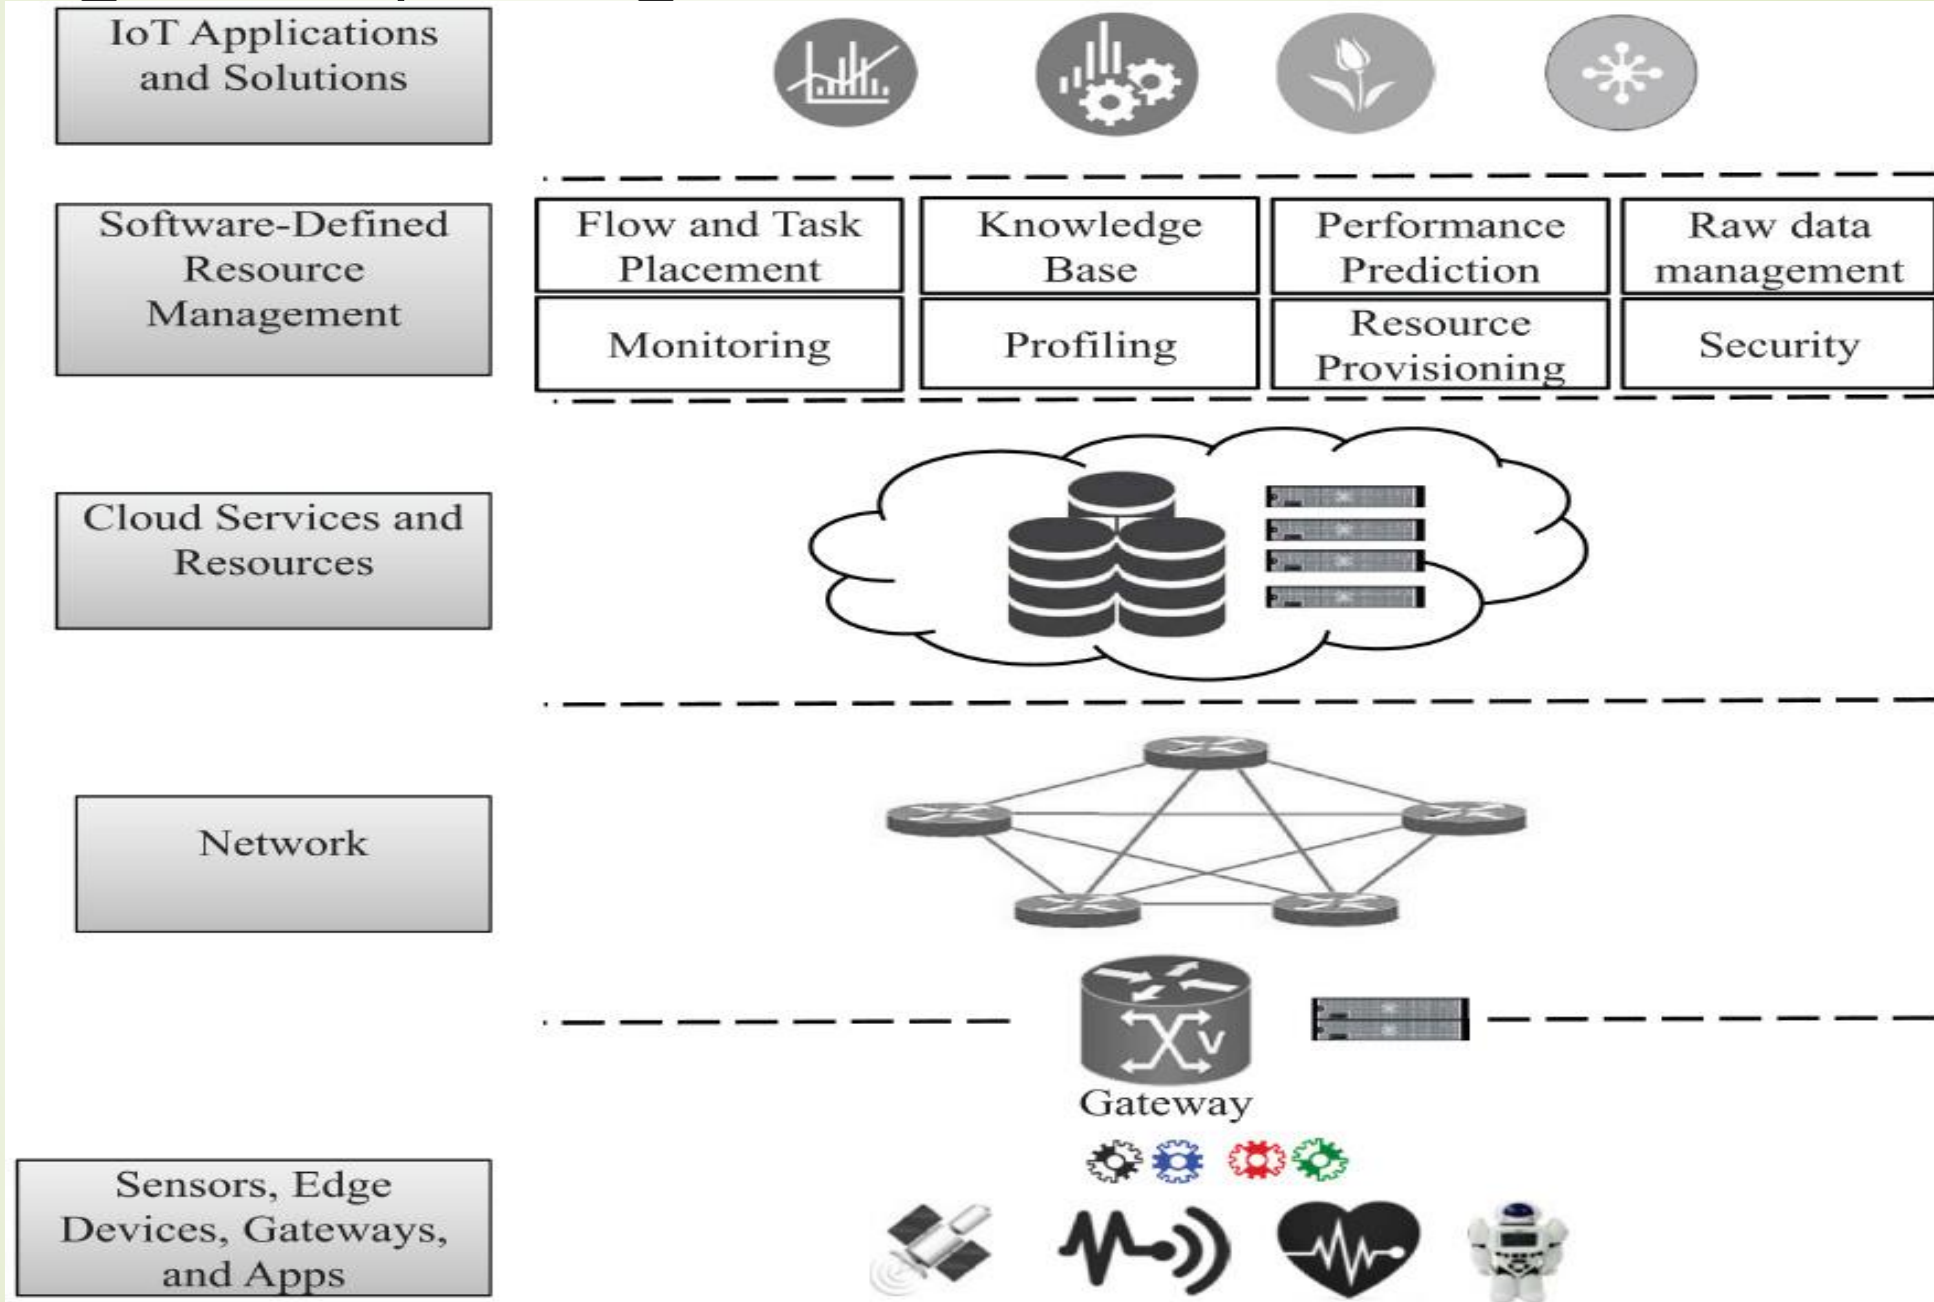 IoT Applications
and Solutions
Software-Defined
Resource
Management
Flow and Task
Placement
Knowledge
Base
Performance
Prediction
Raw data
management
Monitoring
Profiling
Resource
Provisioning
Security
Cloud Services and
Resources
Network
V
Gateway
Sensors, Edge
Devices, Gateways,
and Apps